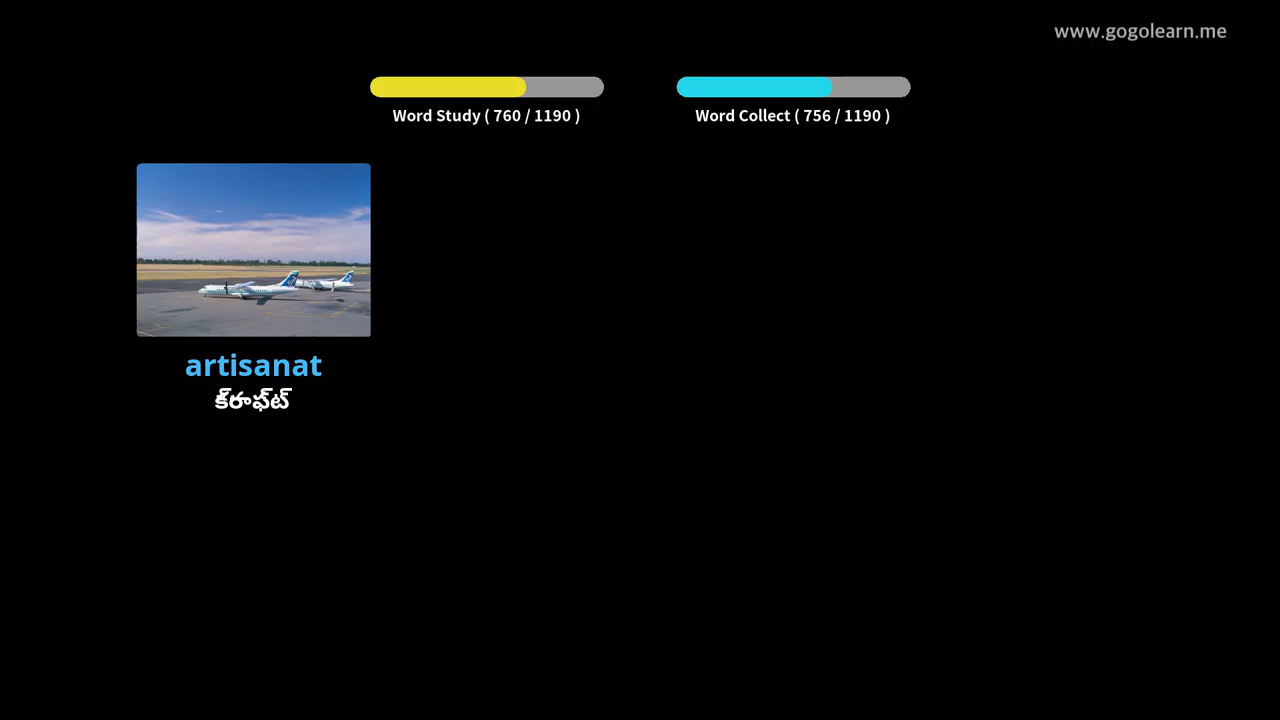 www.gogolearn.me
Word Study ( 760 / 1190 )
Word Collect ( 756 / 1190 )
artisanat
క్రాఫ్ట్